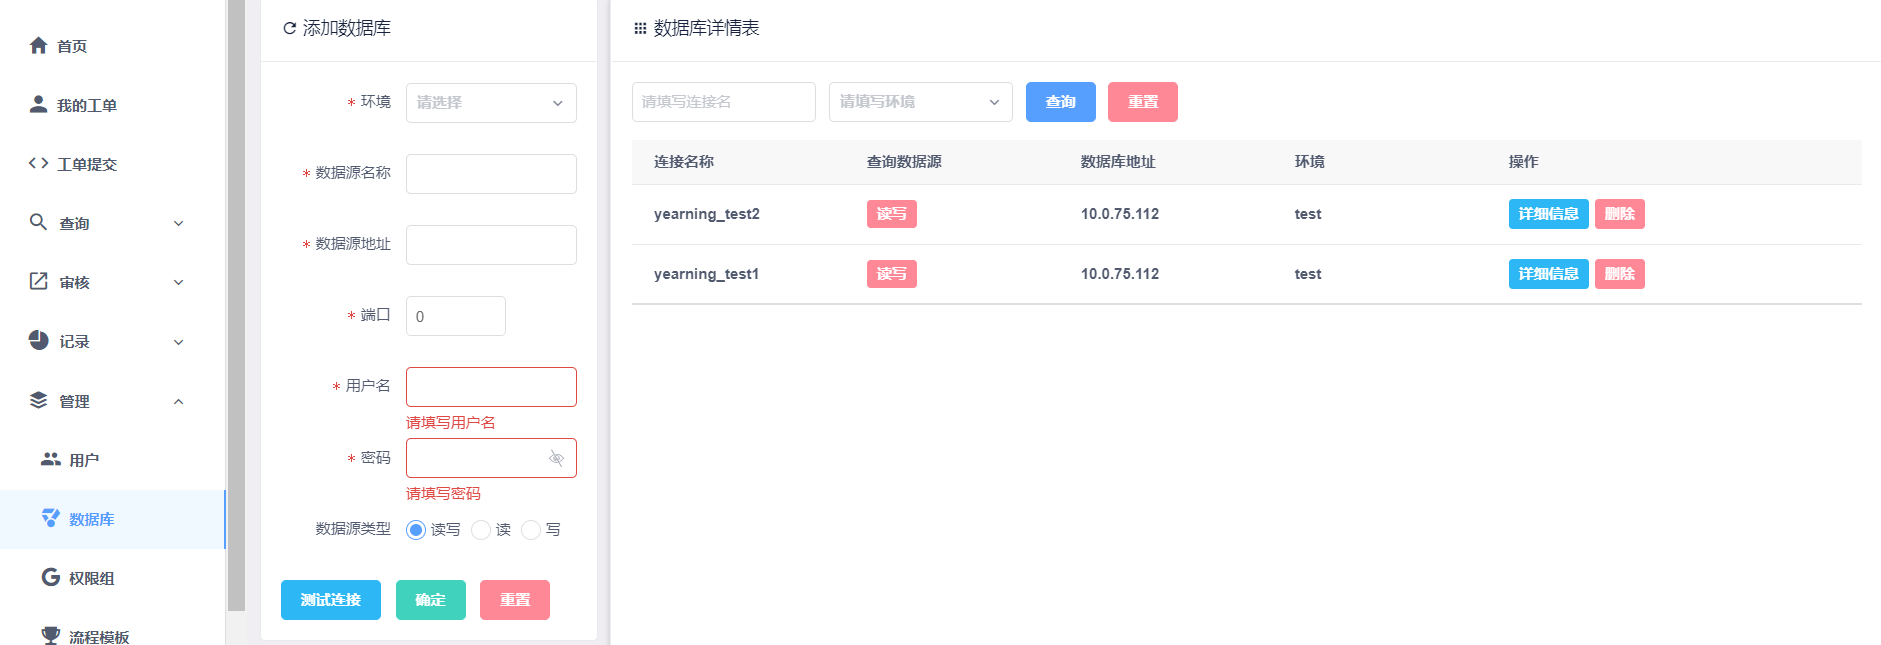 首页
我的工单
工单提交
查询
审核
记录
管理
用户
数据库
权限组
流程模板
添加数据库
* 环境 请选择
* 数据源名称
* 数据源地址
* 端口 0
* 用户名
请填写用户名
* 密码
请填写密码
数据源类型 读写 读 写
测试连接 确定 重置
数据库详情表
请填写连接名 请填写环境 查询 重置
连接名称 查询数据源 数据库地址 环境 操作
yearning_test2 读写 10.0.75.112 test 详细信息 删除
yearning_test1 读写 10.0.75.112 test 详细信息 删除